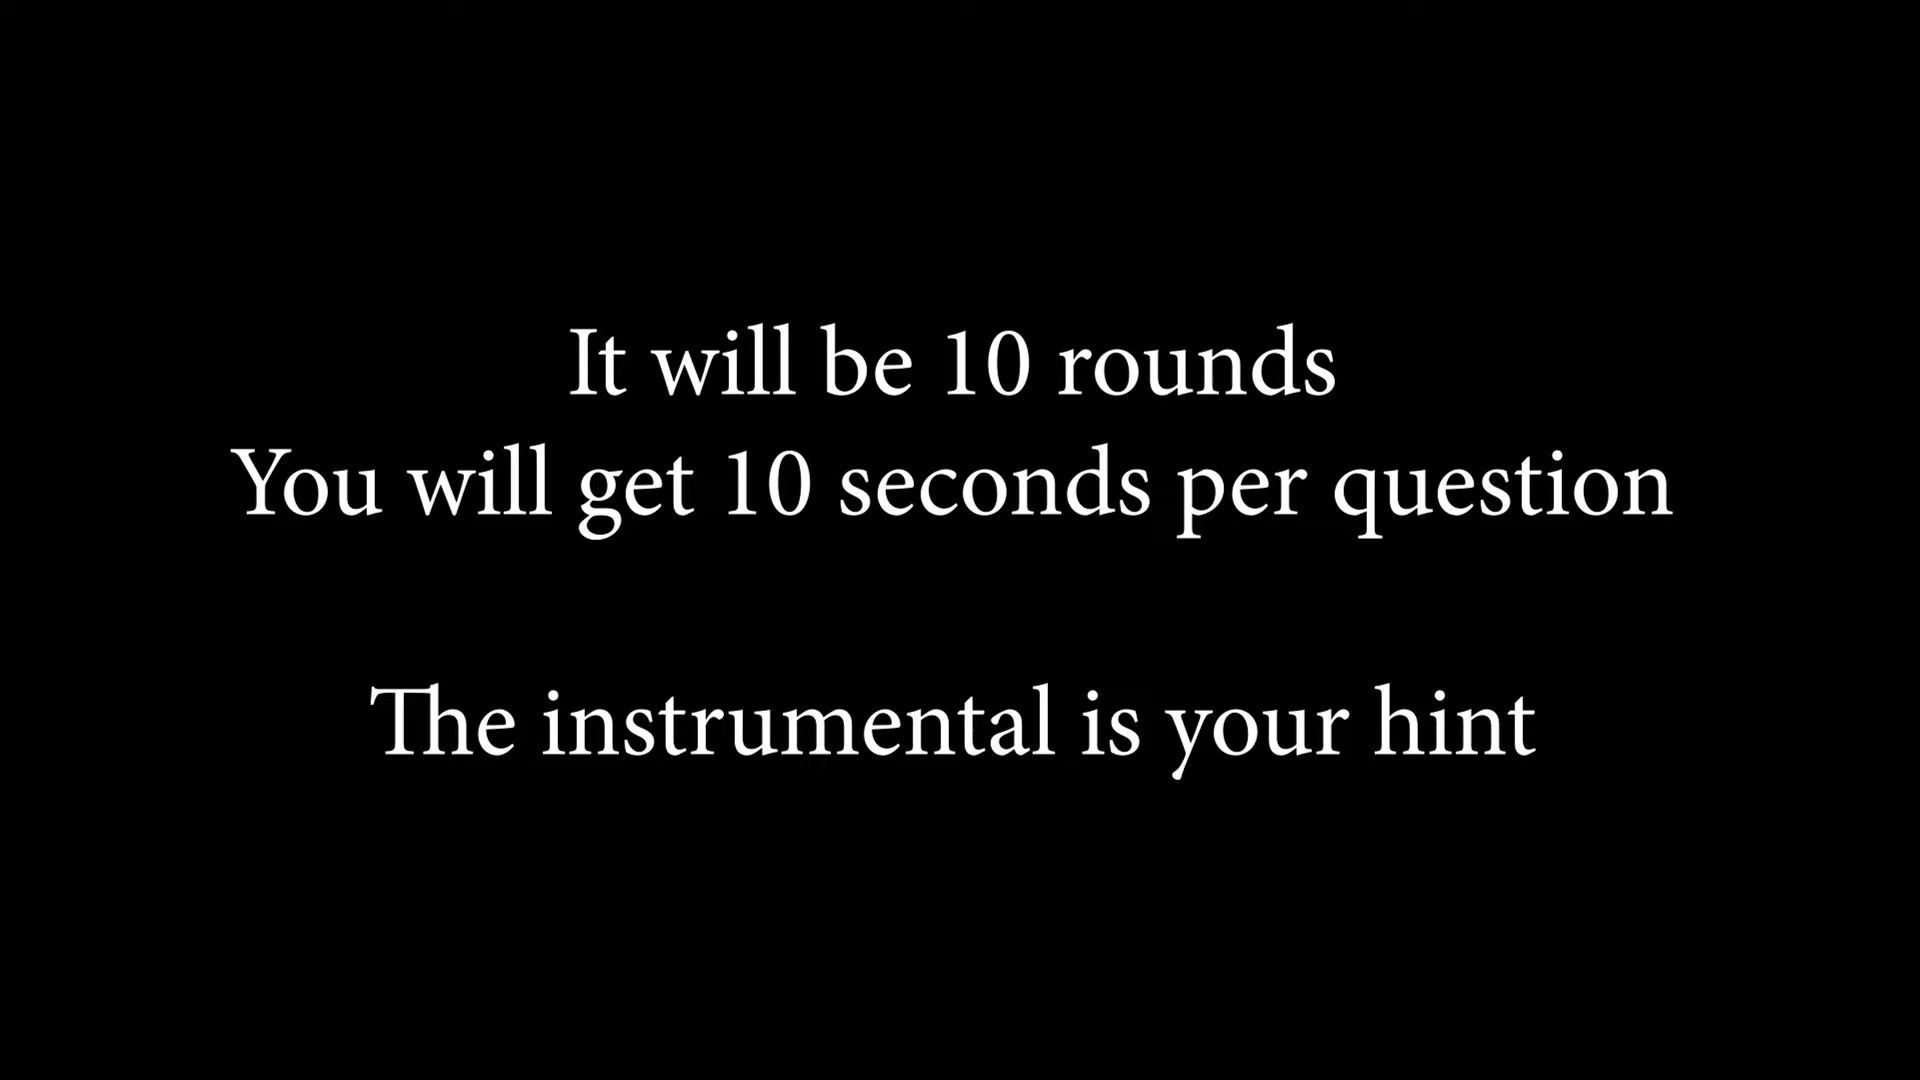 It will be 10 rounds
You will get 10 seconds per question
The instrumental is your hint